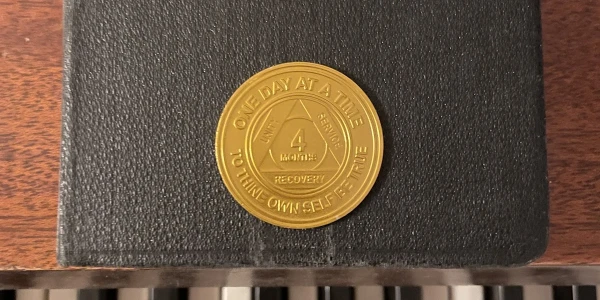 ONE DAY AT A TIME
UNITY
SERVICE
4
MONTHS
RECOVERY
TO THINE OWN SELF BE TRUE